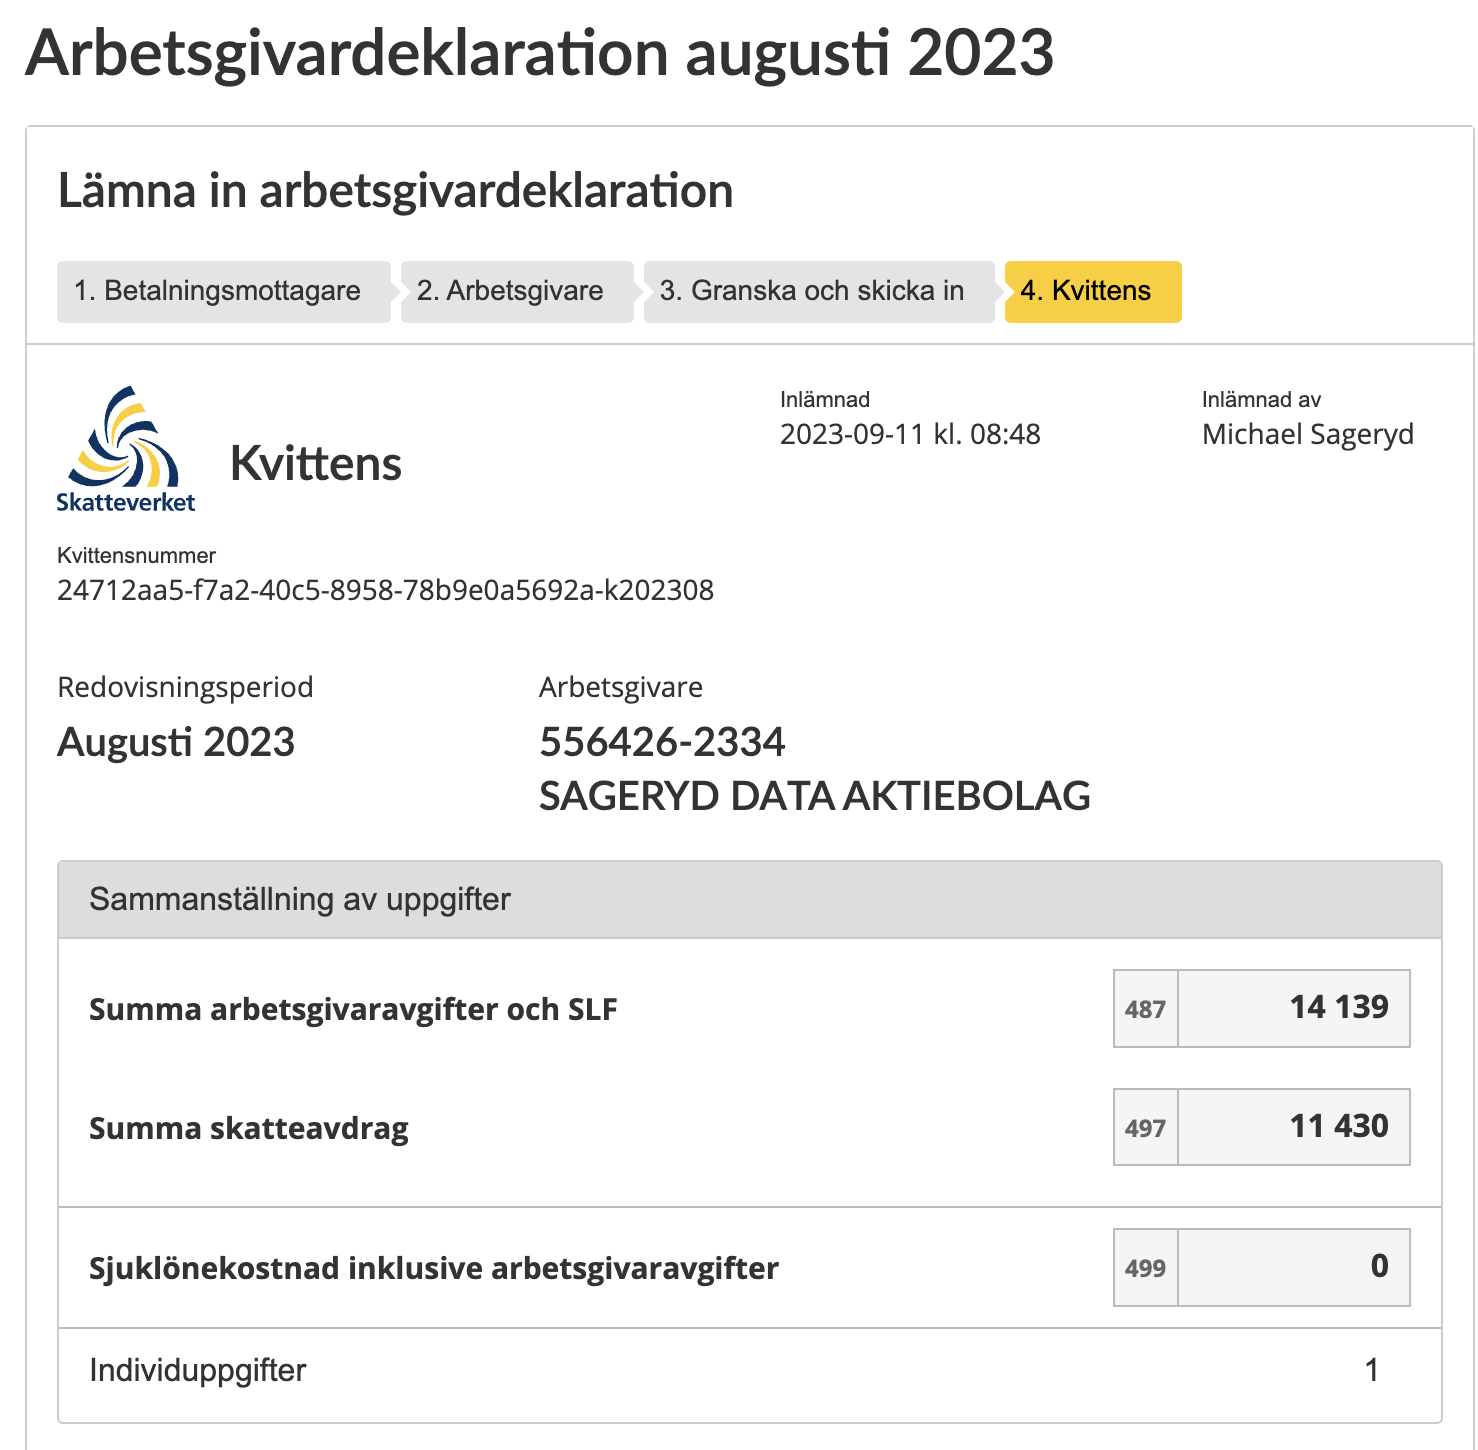 Arbetsgivardeklaration augusti 2023
Lämna in arbetsgivardeklaration
1. Betalningsmottagare
2. Arbetsgivare
3. Granska och skicka in
4. Kvittens
Skatteverket
Kvittens
Inlämnad
2023-09-11 kl. 08:48
Inlämnad av
Michael Sageryd
Kvittensnummer
24712aa5-f7a2-40c5-8958-78b9e0a5692a-k202308
Redovisningsperiod
Augusti 2023
Arbetsgivare
556426-2334
SAGERYD DATA AKTIEBOLAG
Sammanställning av uppgifter
Summa arbetsgivaravgifter och SLF 487 14 139
Summa skatteavdrag 497 11 430
Sjuklönekostnad inklusive arbetsgivaravgifter 499 0
Individuppgifter 1